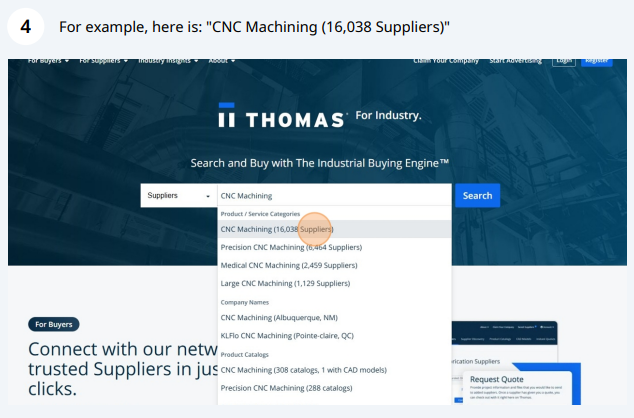 4 For example, here is: "CNC Machining (16,038 Suppliers)"
For Buyers For Suppliers Industry Insights About Claim Your Company Start Advertising Login Register
THOMAS® For Industry.
Search and Buy with The Industrial Buying Engine™
Suppliers CNC Machining Search
Product / Service Categories
CNC Machining (16,038 Suppliers)
Precision CNC Machining (6,464 Suppliers)
Medical CNC Machining (2,459 Suppliers)
Large CNC Machining (1,129 Suppliers)
Company Names
CNC Machining (Albuquerque, NM)
KLFlo CNC Machining (Pointe-claire, QC)
Product Catalogs
CNC Machining (308 catalogs, 1 with CAD models)
Precision CNC Machining (288 catalogs)
For Buyers
Connect with our netw
trusted Suppliers in jus
clicks.
rication Suppliers
Request Quote